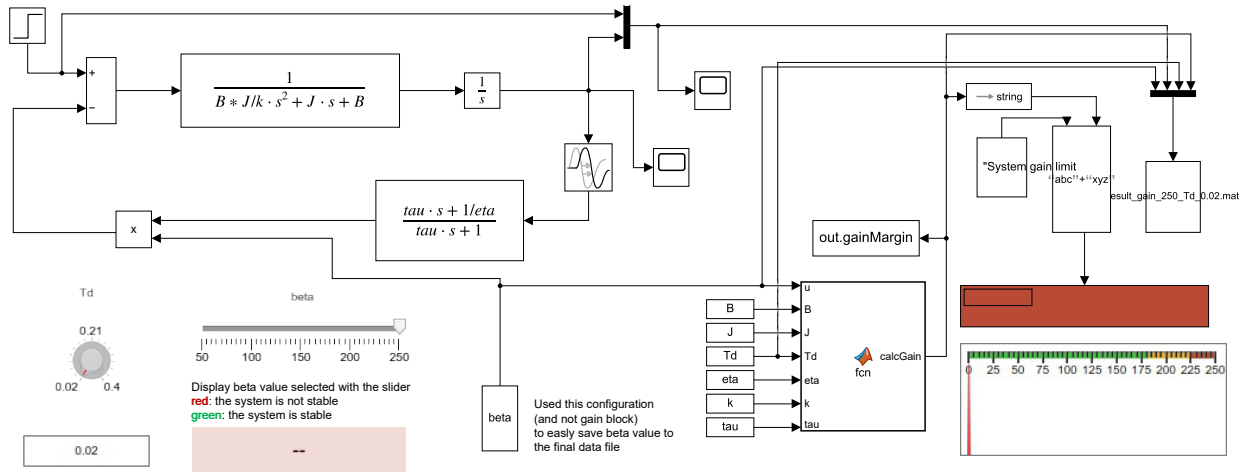 +
−
1
B ∗ J/k · s² + J · s + B
1
s
string
"System gain limit
“abc”+“xyz”
esult_gain_250_Td_0.02.mat
tau · s + 1/eta
tau · s + 1
x
out.gainMargin
Td
0.21
0.02
0.4
0.02
beta
50
100
150
200
250
Display beta value selected with the slider
red: the system is not stable
green: the system is stable
--
beta
Used this configuration
(and not gain block)
to easly save beta value to
the final data file
B
J
Td
eta
k
tau
u
B
J
Td
eta
k
tau
fcn
calcGain
0
25
50
75
100
125
150
175
200
225
250